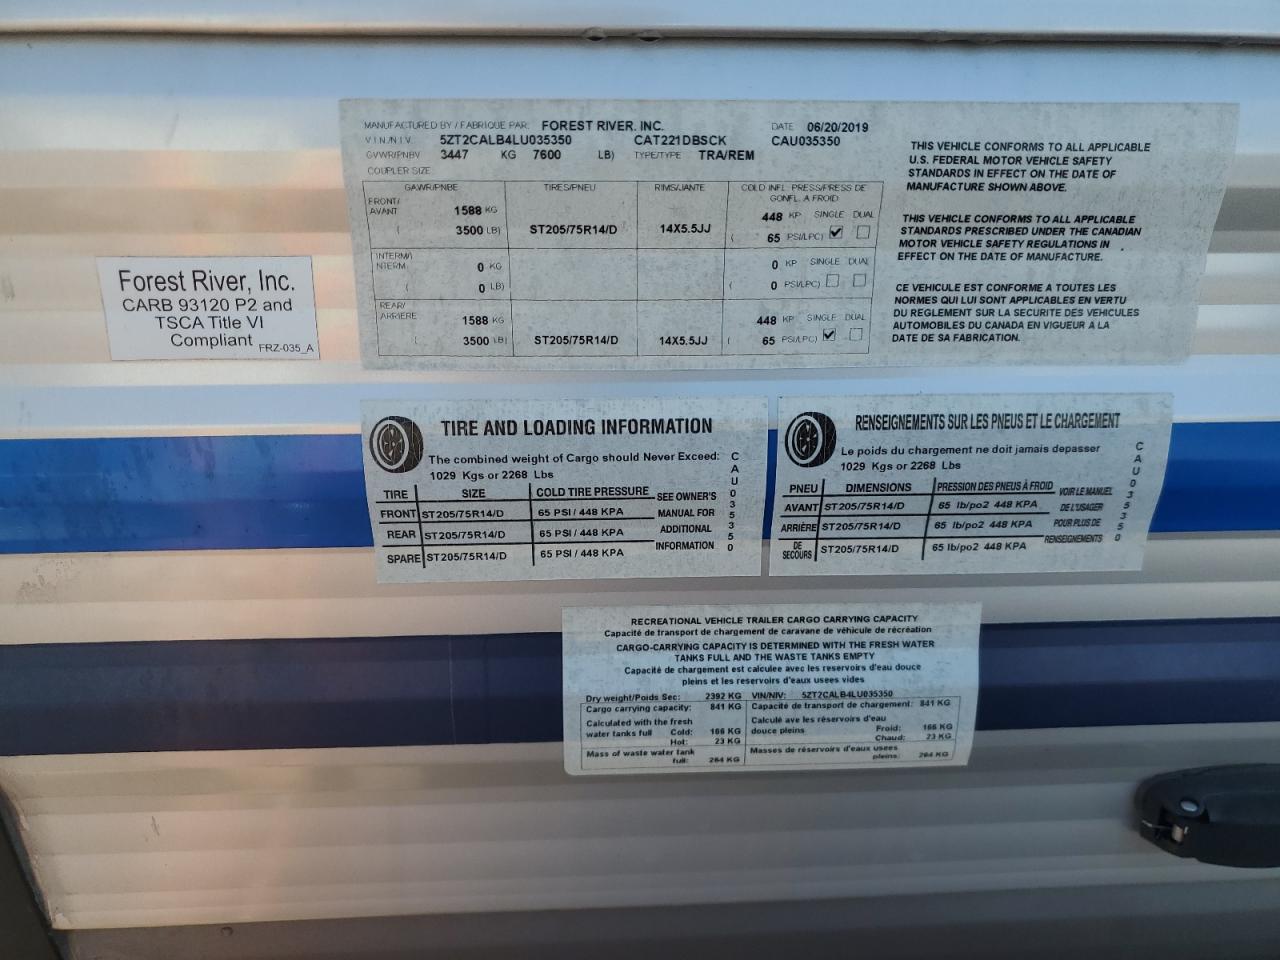 MANUFACTURED BY / FABRIQUE PAR: FOREST RIVER, INC. DATE 06/20/2019
V.I.N./N.I.V. 5ZT2CALB4LU035350 CAT221DBSCK CAU035350
GVWR/PNBV 3447 KG 7600 LB) TYPE/TYPE TRA/REM
COUPLER SIZE
GAWR/PNBE TIRES/PNEU RIMS/JANTE COLD INFL. PRESS/PRESS DE
GONFL. A FROID
FRONT/
AVANT 1588 KG 448 KP SINGLE DUAL
( 3500 LB) ST205/75R14/D 14X5.5JJ ( 65 PSI/LPC)
INTERM/
INTERM. 0 KG 0 KP SINGLE DUAL
( 0 LB) ( 0 PSI/LPC)
REAR/
ARRIERE 1588 KG 448 KP SINGLE DUAL
( 3500 LB) ST205/75R14/D 14X5.5JJ ( 65 PSI/LPC)
THIS VEHICLE CONFORMS TO ALL APPLICABLE
U.S. FEDERAL MOTOR VEHICLE SAFETY
STANDARDS IN EFFECT ON THE DATE OF
MANUFACTURE SHOWN ABOVE.
THIS VEHICLE CONFORMS TO ALL APPLICABLE
STANDARDS PRESCRIBED UNDER THE CANADIAN
MOTOR VEHICLE SAFETY REGULATIONS IN
EFFECT ON THE DATE OF MANUFACTURE.
CE VEHICULE EST CONFORME A TOUTES LES
NORMES QUI LUI SONT APPLICABLES EN VERTU
DU REGLEMENT SUR LA SECURITE DES VEHICULES
AUTOMOBILES DU CANADA EN VIGUEUR A LA
DATE DE SA FABRICATION.
Forest River, Inc.
CARB 93120 P2 and
TSCA Title VI
Compliant FRZ-035_A
TIRE AND LOADING INFORMATION
The combined weight of Cargo should Never Exceed:
1029 Kgs or 2268 Lbs
TIRE SIZE COLD TIRE PRESSURE SEE OWNER'S
FRONT ST205/75R14/D 65 PSI / 448 KPA MANUAL FOR
REAR ST205/75R14/D 65 PSI / 448 KPA ADDITIONAL
SPARE ST205/75R14/D 65 PSI / 448 KPA INFORMATION
CAU035350
RENSEIGNEMENTS SUR LES PNEUS ET LE CHARGEMENT
Le poids du chargement ne doit jamais depasser
1029 Kgs or 2268 Lbs
PNEU DIMENSIONS PRESSION DES PNEUS À FROID VOIR LE MANUEL
AVANT ST205/75R14/D 65 lb/po2 448 KPA DE L'USAGER
ARRIÈRE ST205/75R14/D 65 lb/po2 448 KPA POUR PLUS DE
DE
SECOURS ST205/75R14/D 65 lb/po2 448 KPA RENSEIGNEMENTS
CAU035350
RECREATIONAL VEHICLE TRAILER CARGO CARRYING CAPACITY
Capacité de transport de chargement de caravane de véhicule de récréation
CARGO-CARRYING CAPACITY IS DETERMINED WITH THE FRESH WATER
TANKS FULL AND THE WASTE TANKS EMPTY
Capacité de chargement est calculee avec les reservoirs d'eau douce
pleins et les reservoirs d'eaux usees vides
Dry weight/Poids Sec: 2392 KG VIN/NIV: 5ZT2CALB4LU035350
Cargo carrying capacity: 841 KG Capacite de transport de chargement: 841 KG
Calculated with the fresh Calculé ave les réservoirs d'eau
water tanks full Cold: 166 KG douce pleins Froid: 166 KG
Hot: 23 KG Chaud: 23 KG
Mass of waste water tank Masses de réservoirs d'eaux usees
full: 264 KG pleins: 264 KG